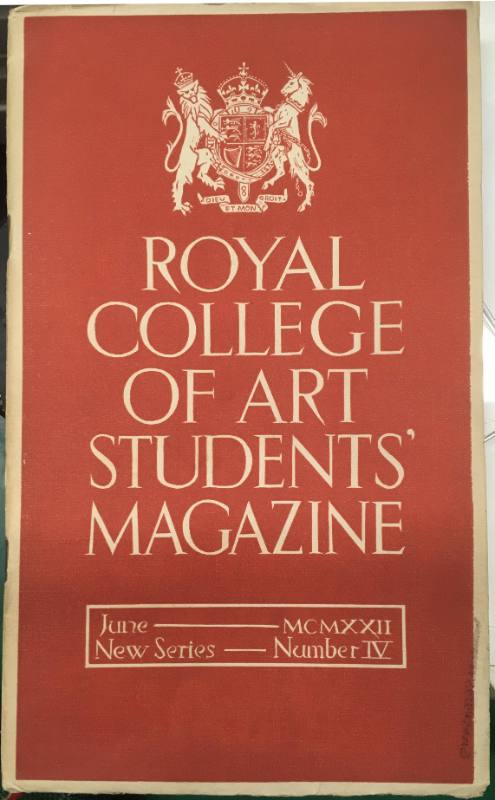 DIEU DROIT
ET MON
ROYAL
COLLEGE
OF ART
STUDENTS'
MAGAZINE
June MCMXXII
New Series Number IV